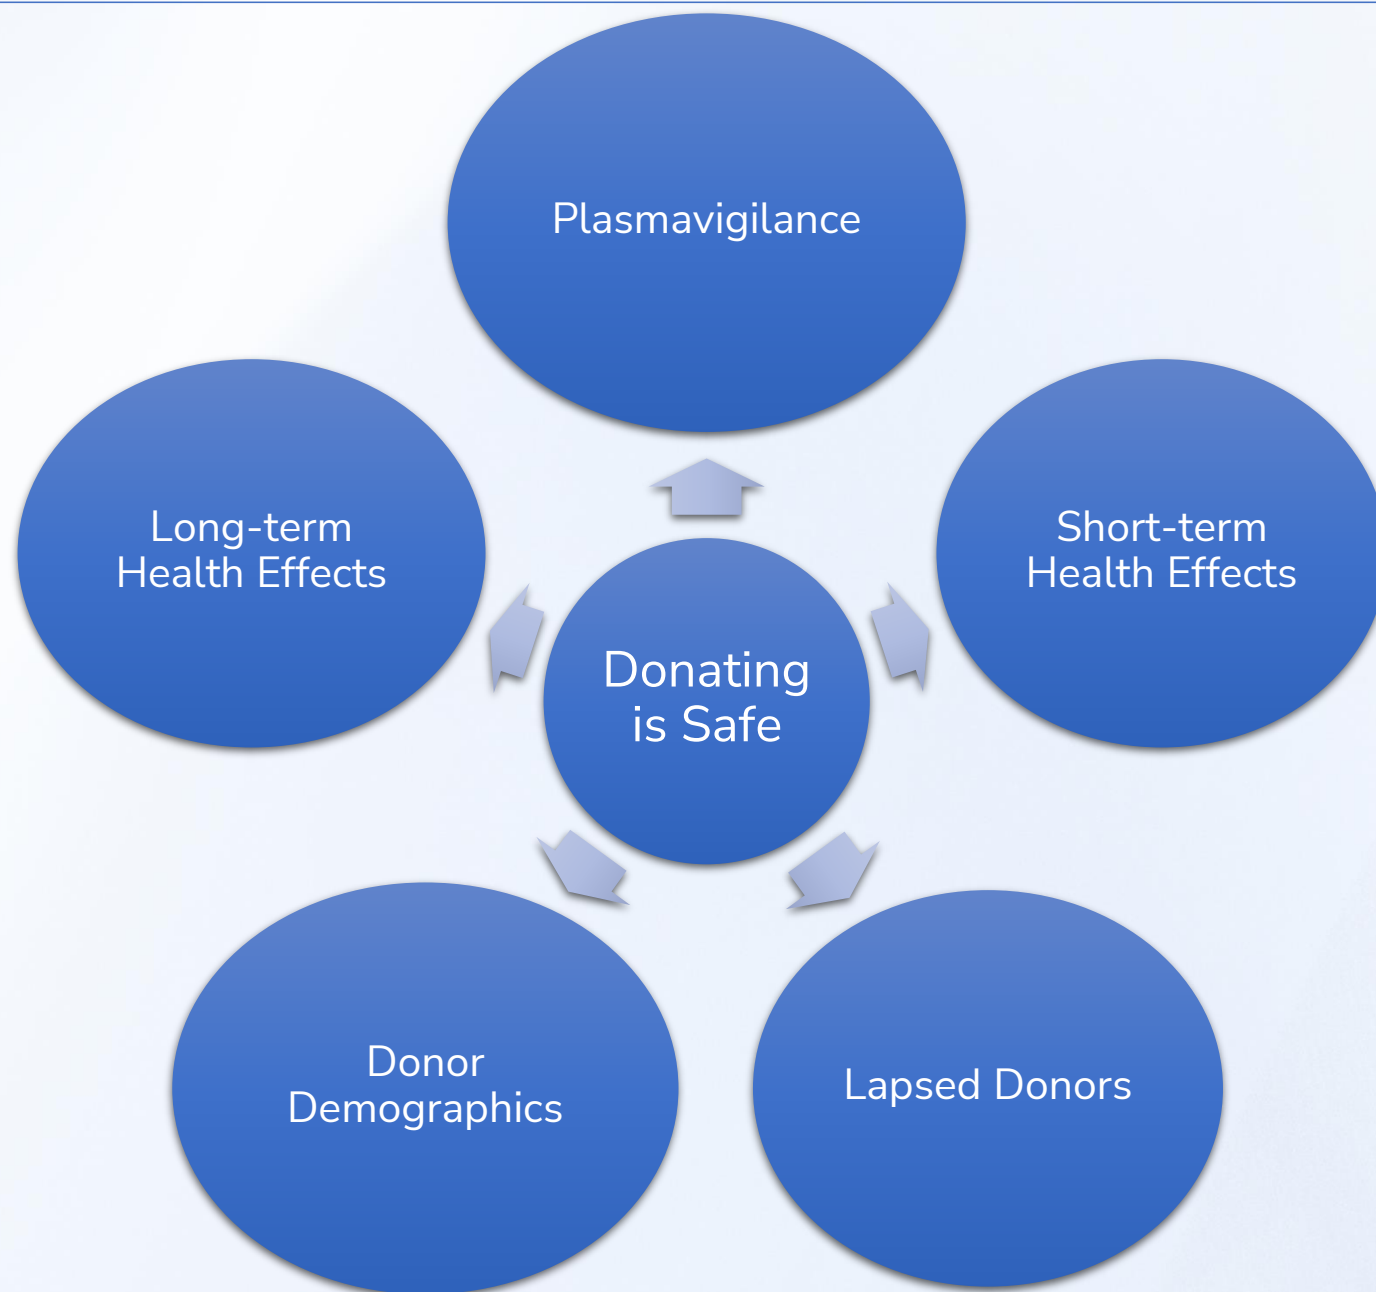 Plasmavigilance
Long-term
Health Effects
Short-term
Health Effects
Donating
is Safe
Donor
Demographics
Lapsed Donors